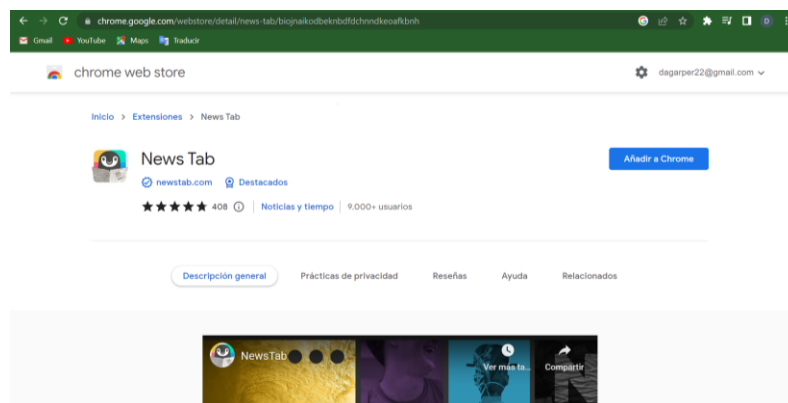 chrome.google.com/webstore/detail/news-tab/biojnaikodbeknbdfdchnndkeoafkbnh
D
Gmail YouTube Maps Traducir
chrome web store dagarper22@gmail.com
Inicio > Extensiones > News Tab
News Tab Añadir a Chrome
newstab.com Destacados
408 Noticias y tiempo 9.000+ usuarios
Descripción general Prácticas de privacidad Reseñas Ayuda Relacionados
NewsTab
Ver más ta... Compartir